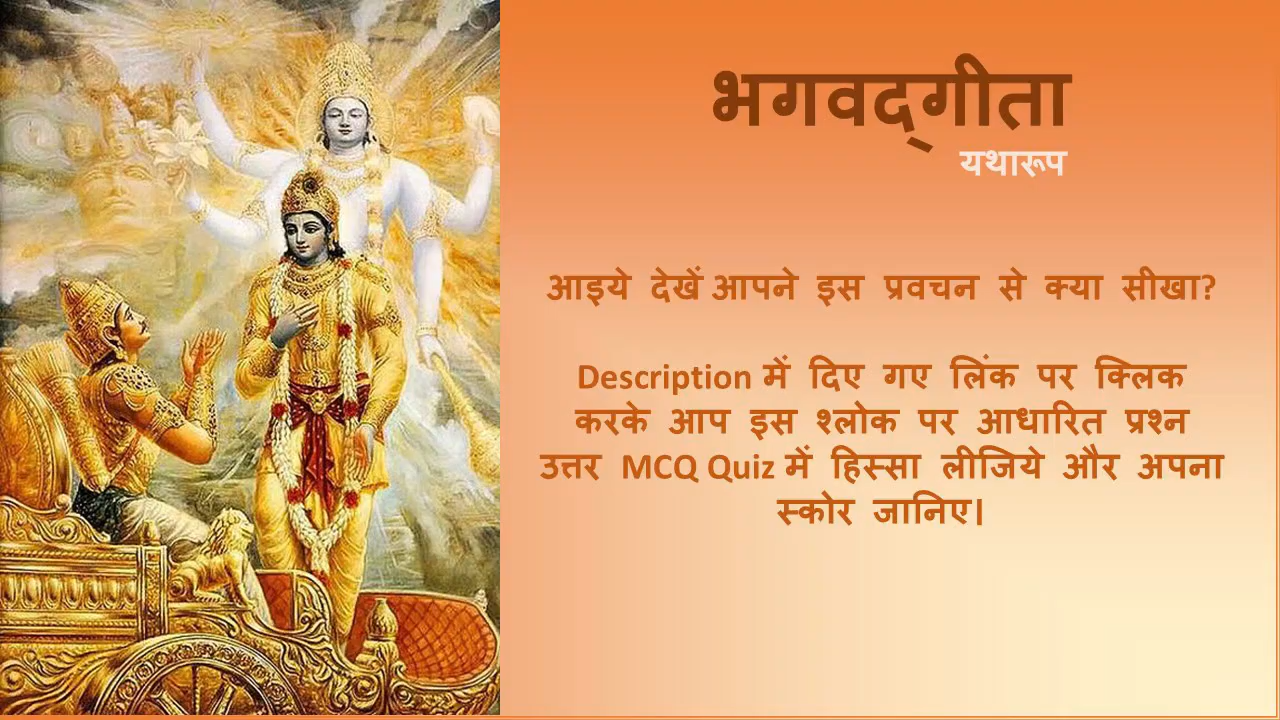 भगवद्गीता
यथारूप
आइये देखें आपने इस प्रवचन से क्या सीखा?
Description में दिए गए लिंक पर क्लिक
करके आप इस श्लोक पर आधारित प्रश्न
उत्तर MCQ Quiz में हिस्सा लीजिये और अपना
स्कोर जानिए।